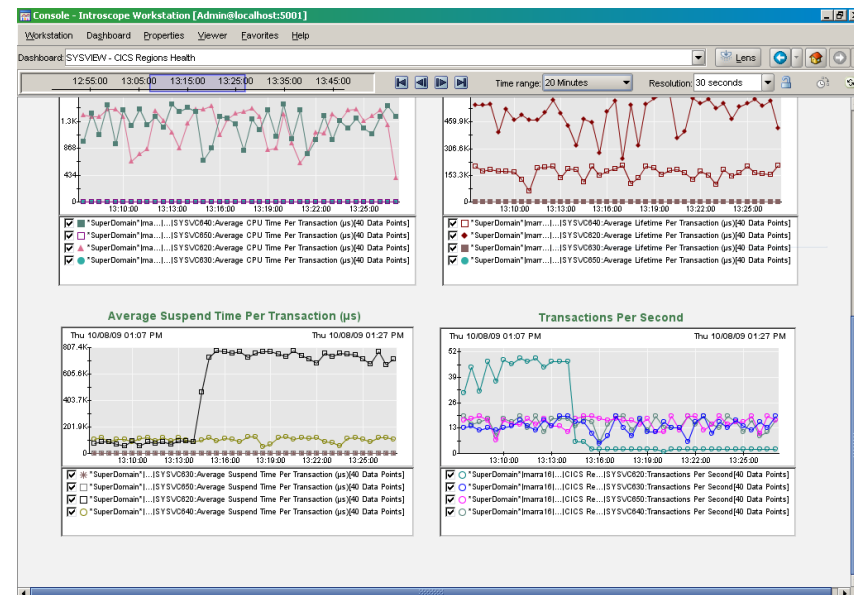 Console - Introscope Workstation [Admin@localhost:5001]
Workstation Dashboard Properties Viewer Favorites Help
Dashboard: SYSVIEW - CICS Regions Health
Lens
12:55:00 13:05:00 13:15:00 13:25:00 13:35:00 13:45:00
Time range: 20 Minutes
Resolution: 30 seconds
1.3K
868
434
0
13:10:00 13:13:00 13:16:00 13:19:00 13:22:00 13:25:00
*SuperDomain*|ma...|...|SYSVC640:Average CPU Time Per Transaction (µs)[40 Data Points]
*SuperDomain*|ma...|...|SYSVC650:Average CPU Time Per Transaction (µs)[40 Data Points]
*SuperDomain*|ma...|...|SYSVC620:Average CPU Time Per Transaction (µs)[40 Data Points]
*SuperDomain*|ma...|...|SYSVC630:Average CPU Time Per Transaction (µs)[40 Data Points]
459.9K
306.6K
153.3K
0
13:10:00 13:13:00 13:16:00 13:19:00 13:22:00 13:25:00
*SuperDomain*|marr...|...|SYSVC640:Average Lifetime Per Transaction (µs)[40 Data Points]
*SuperDomain*|marr...|...|SYSVC620:Average Lifetime Per Transaction (µs)[40 Data Points]
*SuperDomain*|marr...|...|SYSVC630:Average Lifetime Per Transaction (µs)[40 Data Points]
*SuperDomain*|marr...|...|SYSVC650:Average Lifetime Per Transaction (µs)[40 Data Points]
Average Suspend Time Per Transaction (µs)
Thu 10/08/09 01:07 PM Thu 10/08/09 01:27 PM
807.4K
605.6K
403.7K
201.9K
0
13:10:00 13:13:00 13:16:00 13:19:00 13:22:00 13:25:00
*SuperDomain*|...|SYSVC630:Average Suspend Time Per Transaction (µs)[40 Data Points]
*SuperDomain*|...|SYSVC650:Average Suspend Time Per Transaction (µs)[40 Data Points]
*SuperDomain*|...|SYSVC620:Average Suspend Time Per Transaction (µs)[40 Data Points]
*SuperDomain*|...|SYSVC640:Average Suspend Time Per Transaction (µs)[40 Data Points]
Transactions Per Second
Thu 10/08/09 01:07 PM Thu 10/08/09 01:27 PM
52
39
26
13
0
13:10:00 13:13:00 13:16:00 13:19:00 13:22:00 13:25:00
*SuperDomain*|marra16|...|CICS Re...|SYSVC620:Transactions Per Second[40 Data Points]
*SuperDomain*|marra16|...|CICS Re...|SYSVC630:Transactions Per Second[40 Data Points]
*SuperDomain*|marra16|...|CICS Re...|SYSVC650:Transactions Per Second[40 Data Points]
*SuperDomain*|marra16|...|CICS Re...|SYSVC640:Transactions Per Second[40 Data Points]